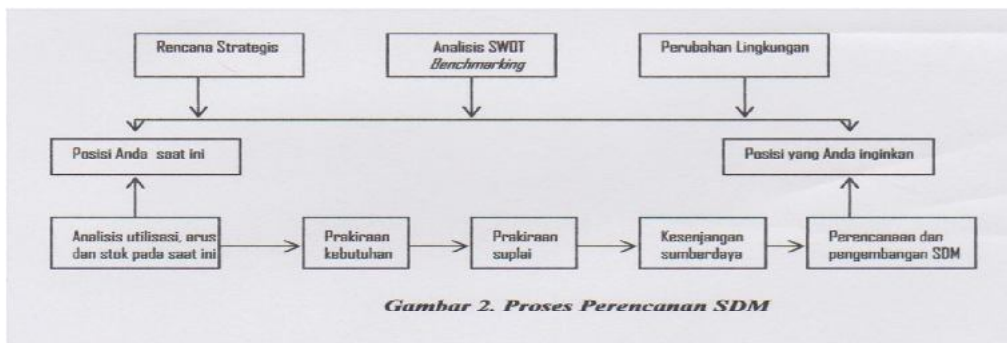 Rencana Strategis
Analisis SWOT
Benchmarking
Perubahan Lingkungan
Posisi Anda saat ini
Posisi yang Anda inginkan
Analisis utilisasi, arus
dan stok pada saat ini
Prakiraan
kebutuhan
Prakiraan
suplai
Kesenjangan
sumberdaya
Perencanaan dan
pengembangan SDM
Gambar 2. Proses Perencanan SDM